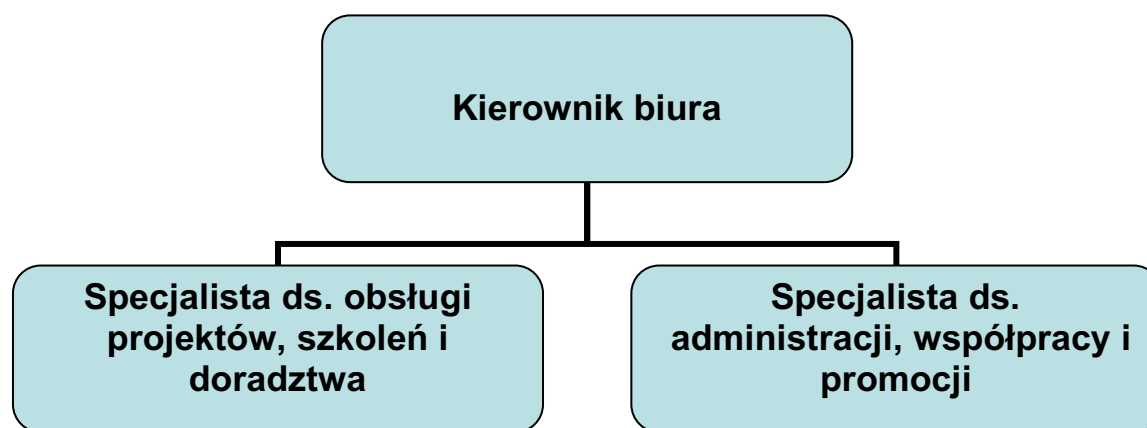 Kierownik biura
Specjalista ds. obsługi
projektów, szkoleń i
doradztwa
Specjalista ds.
administracji, współpracy i
promocji